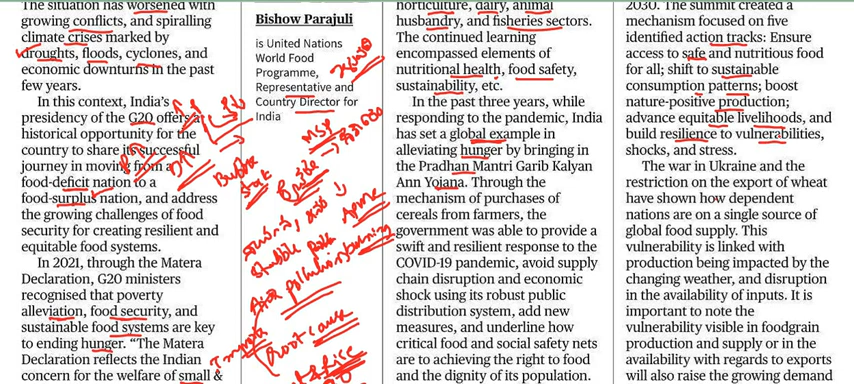 The situation has worsened with
growing conflicts, and spiralling
climate crises marked by
droughts, floods, cyclones, and
economic downturns in the past
few years.
In this context, India's
presidency of the G20 offers a
historical opportunity for the
country to share its successful
journey in moving from a
food-deficit nation to a
food-surplus nation, and address
the growing challenges of food
security for creating resilient and
equitable food systems.
In 2021, through the Matera
Declaration, G20 ministers
recognised that poverty
alleviation, food security, and
sustainable food systems are key
to ending hunger. “The Matera
Declaration reflects the Indian
concern for the welfare of small &
Bishow Parajuli
is United Nations
World Food
Programme,
Representative and
Country Director for
India
MSP
Buffer
stock
Pollution/burning
Root cause
horticulture, dairy, animal
husbandry, and fisheries sectors.
The continued learning
encompassed elements of
nutritional health, food safety,
sustainability, etc.
In the past three years, while
responding to the pandemic, India
has set a global example in
alleviating hunger by bringing in
the Pradhan Mantri Garib Kalyan
Ann Yojana. Through the
mechanism of purchases of
cereals from farmers, the
government was able to provide a
swift and resilient response to the
COVID-19 pandemic, avoid supply
chain disruption and economic
shock using its robust public
distribution system, add new
measures, and underline how
critical food and social safety nets
are to achieving the right to food
and the dignity of its population.
2030. The summit created a
mechanism focused on five
identified action tracks: Ensure
access to safe and nutritious food
for all; shift to sustainable
consumption patterns; boost
nature-positive production;
advance equitable livelihoods, and
build resilience to vulnerabilities,
shocks, and stress.
The war in Ukraine and the
restriction on the export of wheat
have shown how dependent
nations are on a single source of
global food supply. This
vulnerability is linked with
production being impacted by the
changing weather, and disruption
in the availability of inputs. It is
important to note the
vulnerability visible in foodgrain
production and supply or in the
availability with regards to exports
will also raise the growing demand